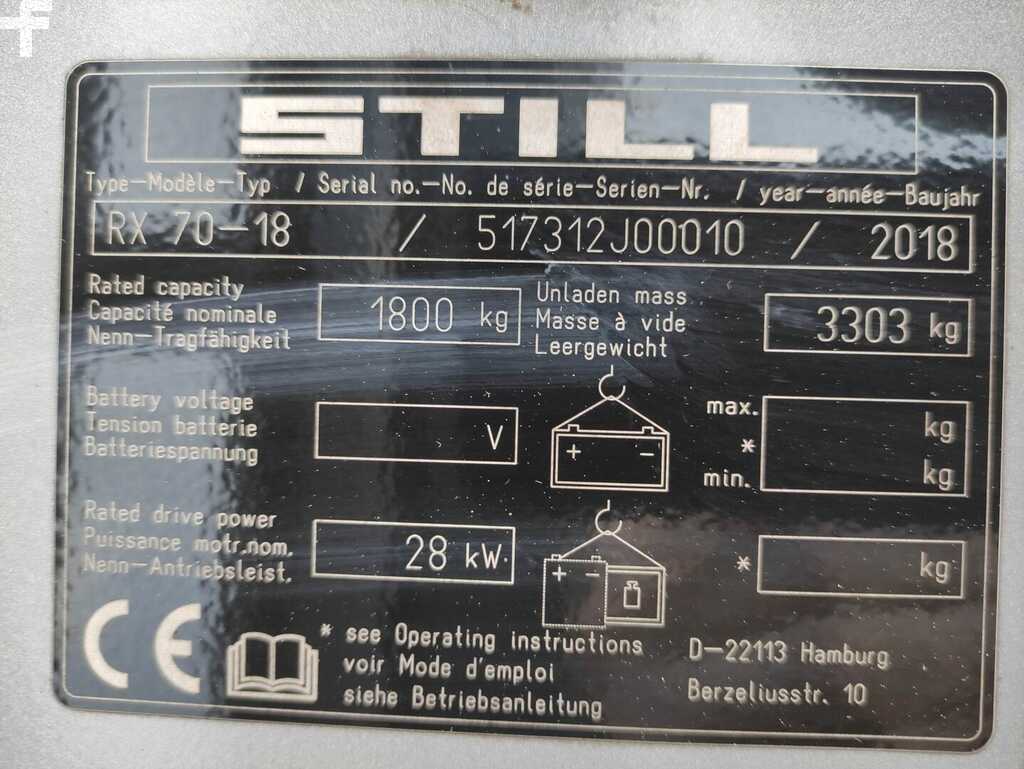 STILL
Type-Modèle-Typ / Serial no.-No. de série-Serien-Nr. / year-année-Baujahr
RX 70-18 / 517312J00010 / 2018
Rated capacity
Capacité nominale
Nenn-Tragfähigkeit
1800 kg
Unladen mass
Masse à vide
Leergewicht
3303 kg
Battery voltage
Tension batterie
Batteriespannung
V
+ -
max.
*
min.
kg
kg
Rated drive power
Puissance motr.nom.
Nenn-Antriebsleist.
28 kW
+ -
*
kg
CE
* see Operating instructions
voir Mode d'emploi
siehe Betriebsanleitung
D-22113 Hamburg
Berzeliusstr. 10